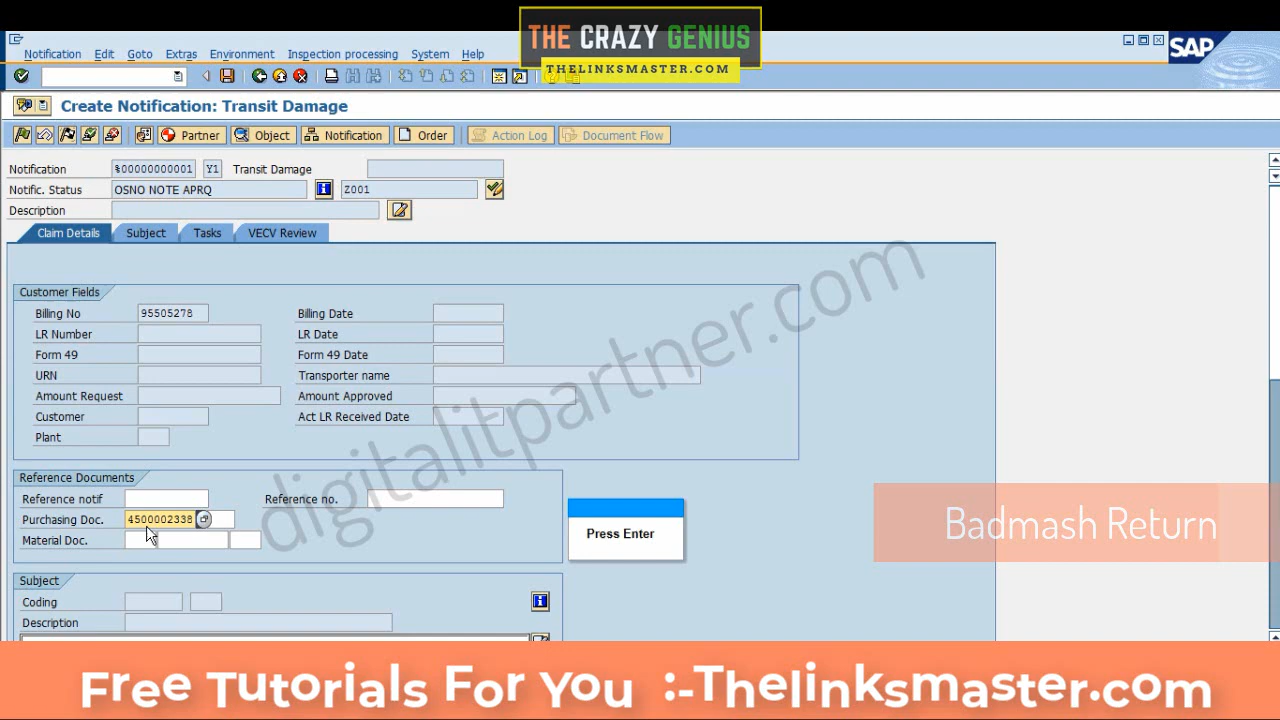 THE CRAZY GENIUS
THELINKSMASTER.COM
Notification Edit Goto Extras Environment Inspection processing System Help
SAP
Create Notification: Transit Damage
Partner Object Notification Order Action Log Document Flow
Notification %00000000001 Y1 Transit Damage
Notific. Status OSNO NOTE APRQ Z001
Description
Claim Details Subject Tasks VECV Review
Customer Fields
Billing No 95505278 Billing Date
LR Number LR Date
Form 49 Form 49 Date
URN Transporter name
Amount Request Amount Approved
Customer Act LR Received Date
Plant
digitalitpartner.com
Reference Documents
Reference notif Reference no.
Purchasing Doc. 4500002338
Material Doc.
Press Enter
Badmash Return
Subject
Coding
Description
Free Tutorials For You :-Thelinksmaster.com